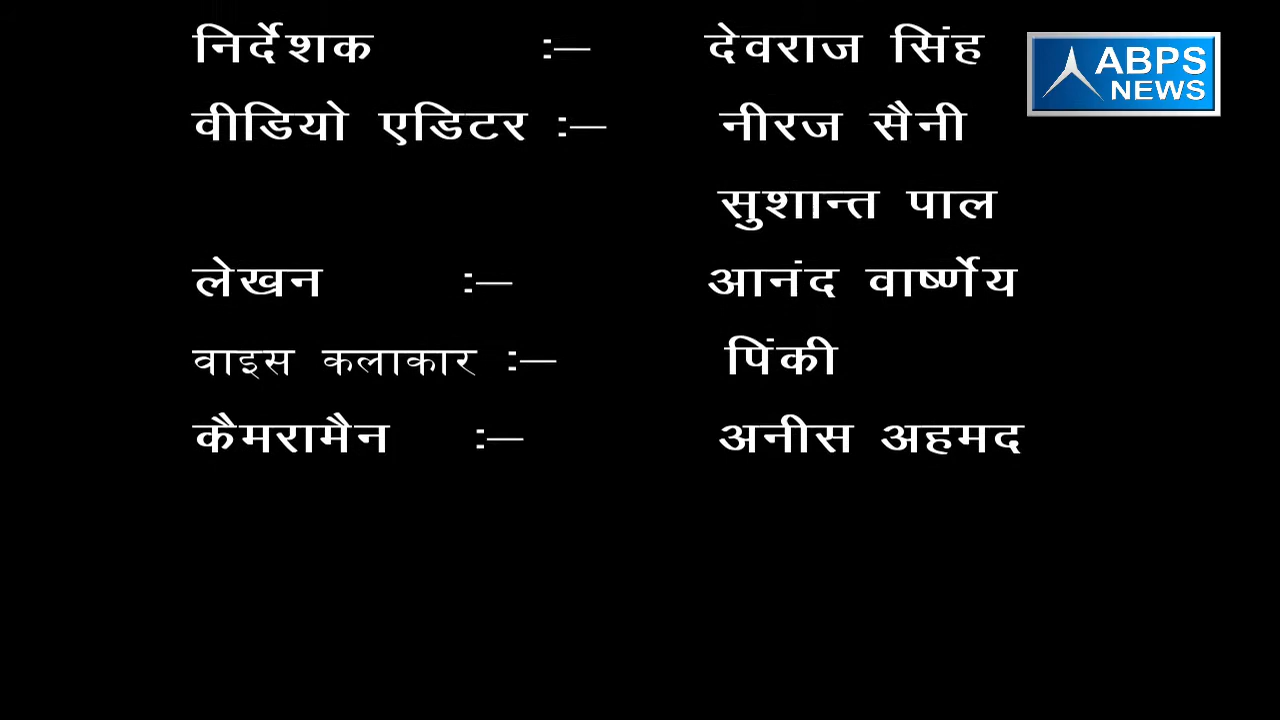 निर्देशक :— देवराज सिंह
ABPS
NEWS
वीडियो एडिटर :— नीरज सैनी
सुशान्त पाल
लेखन :— आनंद वार्ष्णेय
वाइस कलाकार :— पिंकी
कैमरामैन :— अनीस अहमद